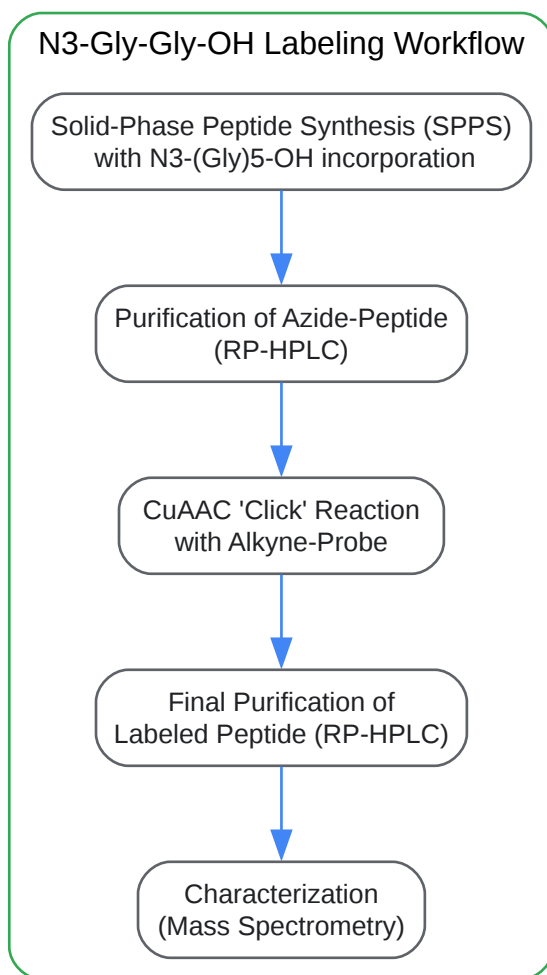 N3-Gly-Gly-OH Labeling Workflow
Solid-Phase Peptide Synthesis (SPPS)
with N3-(Gly)5-OH incorporation
Purification of Azide-Peptide
(RP-HPLC)
CuAAC 'Click' Reaction
with Alkyne-Probe
Final Purification of
Labeled Peptide (RP-HPLC)
Characterization
(Mass Spectrometry)